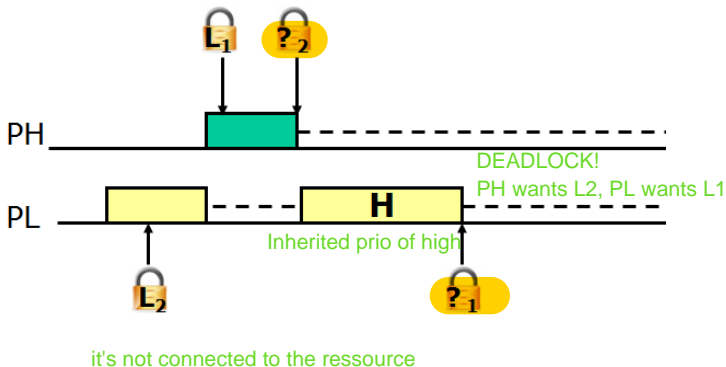 L1 ?2
PH
DEADLOCK!
PH wants L2, PL wants L1
PL
H
Inherited prio of high
L2 ?1
it's not connected to the ressource